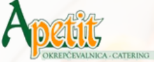 Apetit
OKREPČEVALNICA - CATERING